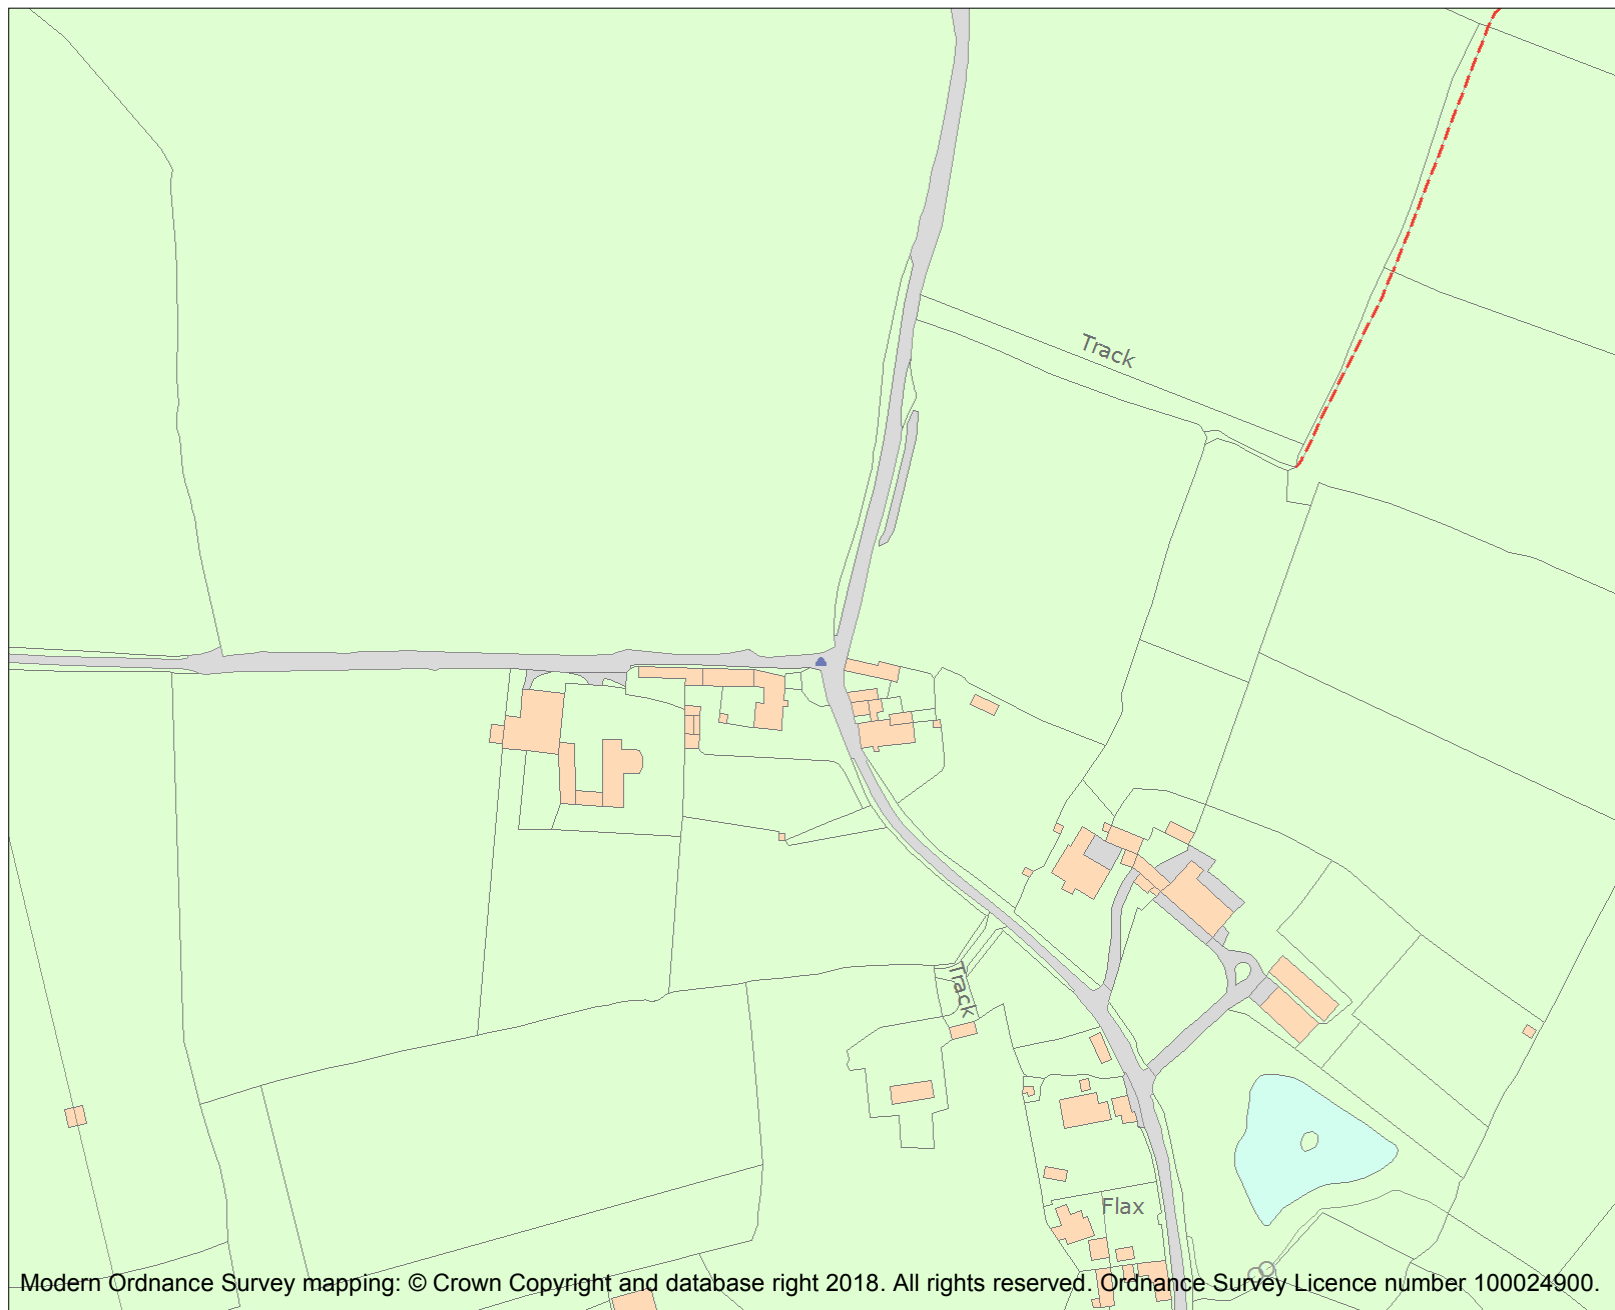 Track
Track
Flax
Modern Ordnance Survey mapping: © Crown Copyright and database right 2018. All rights reserved. Ordnance Survey Licence number 100024900.